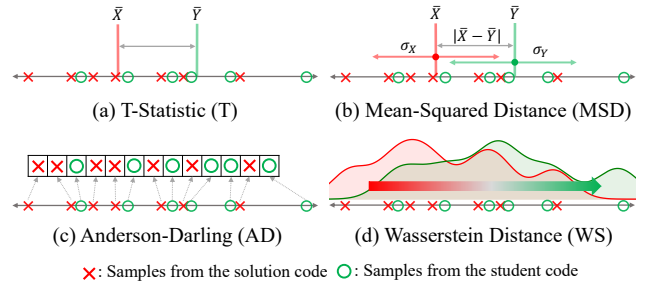 X̄ Ȳ
(a) T-Statistic (T)
X̄ Ȳ
|X̄ − Ȳ|
σX σY
(b) Mean-Squared Distance (MSD)
(c) Anderson-Darling (AD)
(d) Wasserstein Distance (WS)
: Samples from the solution code : Samples from the student code